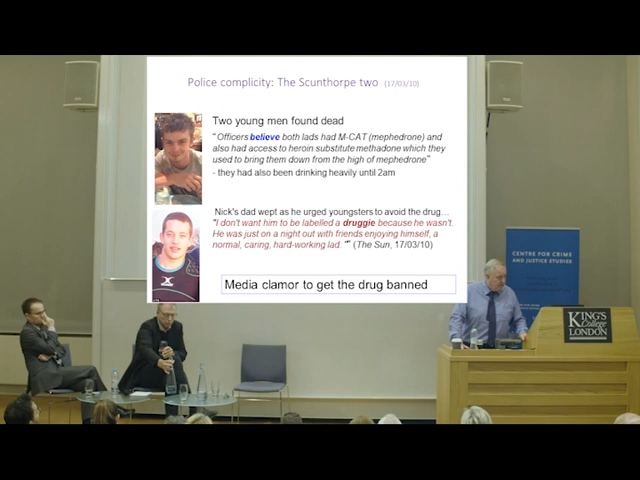 Police complicity: The Scunthorpe two (17/03/10)
Two young men found dead
"Officers believe both lads had M-CAT (mephedrone) and
also had access to heroin substitute methadone which they
used to bring them down from the high of mephedrone"
- they had also been drinking heavily until 2am
Nick's dad wept as he urged youngsters to avoid the drug…
"I don't want him to be labelled a druggie because he wasn't.
He was just on a night out with friends enjoying himself, a
normal, caring, hard-working lad. "" (The Sun, 17/03/10)
Media clamor to get the drug banned
CENTRE FOR CRIME
AND JUSTICE STUDIES
KING'S
College
LONDON